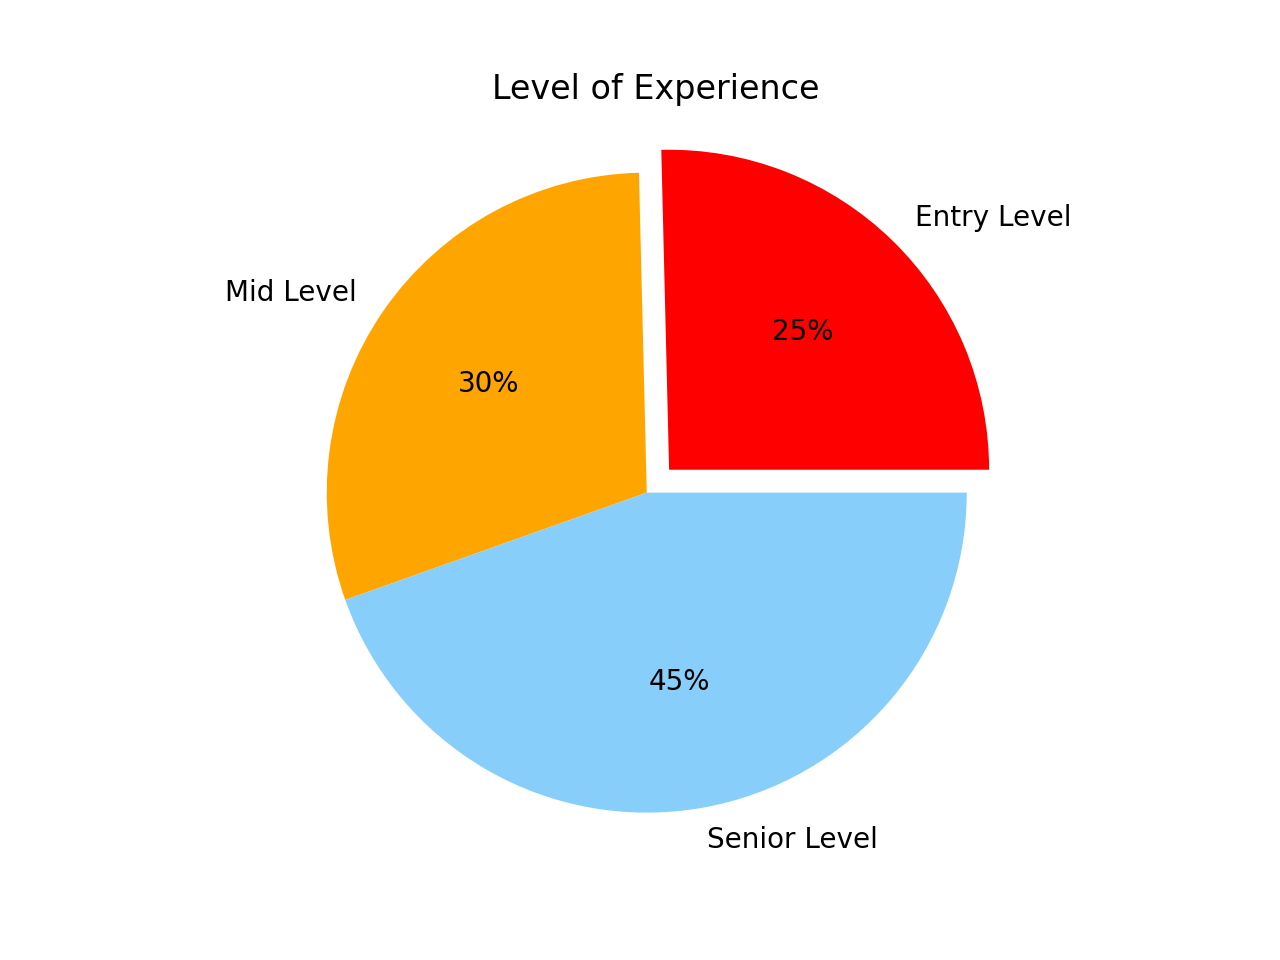 Level of Experience
Entry Level
25%
Mid Level
30%
45%
Senior Level